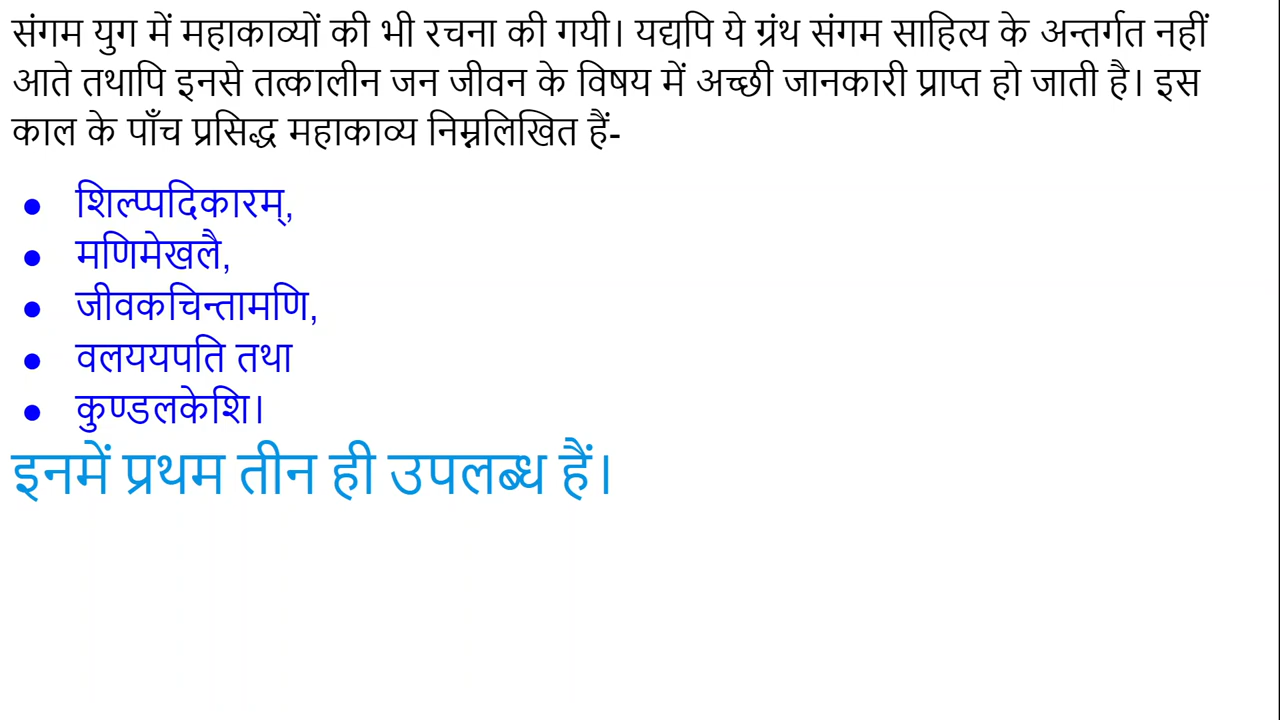 संगम युग में महाकाव्यों की भी रचना की गयी। यद्यपि ये ग्रंथ संगम साहित्य के अन्तर्गत नहीं
आते तथापि इनसे तत्कालीन जन जीवन के विषय में अच्छी जानकारी प्राप्त हो जाती है। इस
काल के पाँच प्रसिद्ध महाकाव्य निम्नलिखित हैं-
● शिल्प्पदिकारम्,
● मणिमेखलै,
● जीवकचिन्तामणि,
● वलययपति तथा
● कुण्डलकेशि।
इनमें प्रथम तीन ही उपलब्ध हैं।